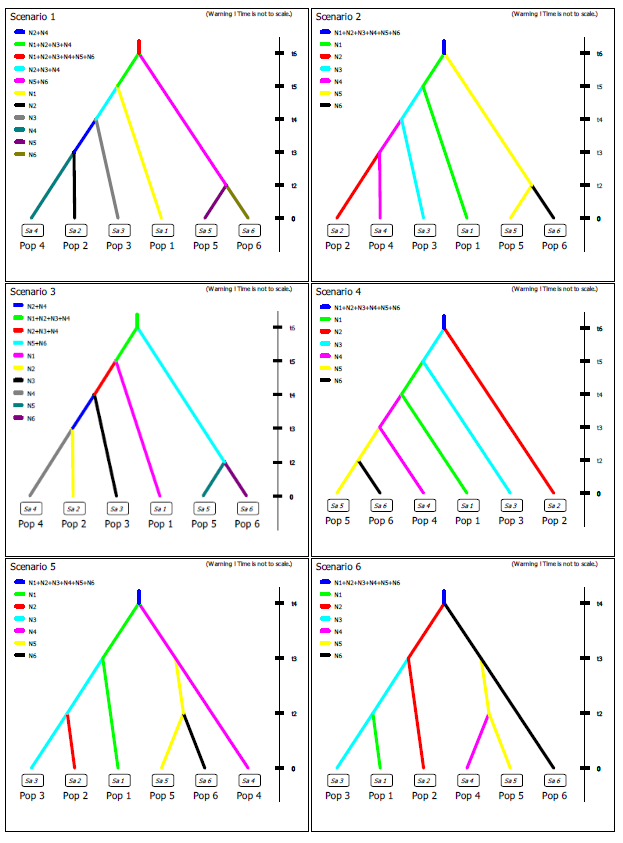 Scenario 1
(Warning ! Time is not to scale.)
N2+N4
N1+N2+N3+N4
N1+N2+N3+N4+N5+N6
N2+N3+N4
N5+N6
N1
N2
N3
N4
N5
N6
t6
t5
t4
t3
t2
0
Sa 4 Sa 2 Sa 3 Sa 1 Sa 5 Sa 6
Pop 4 Pop 2 Pop 3 Pop 1 Pop 5 Pop 6
Scenario 2
(Warning ! Time is not to scale.)
N1+N2+N3+N4+N5+N6
N1
N2
N3
N4
N5
N6
t6
t5
t4
t3
t2
0
Sa 2 Sa 4 Sa 3 Sa 1 Sa 5 Sa 6
Pop 2 Pop 4 Pop 3 Pop 1 Pop 5 Pop 6
Scenario 3
(Warning ! Time is not to scale.)
N2+N4
N1+N2+N3+N4
N2+N3+N4
N5+N6
N1
N2
N3
N4
N5
N6
t6
t5
t4
t3
t2
0
Sa 4 Sa 2 Sa 3 Sa 1 Sa 5 Sa 6
Pop 4 Pop 2 Pop 3 Pop 1 Pop 5 Pop 6
Scenario 4
(Warning ! Time is not to scale.)
N1+N2+N3+N4+N5+N6
N1
N2
N3
N4
N5
N6
t6
t5
t4
t3
t2
0
Sa 5 Sa 6 Sa 4 Sa 1 Sa 3 Sa 2
Pop 5 Pop 6 Pop 4 Pop 1 Pop 3 Pop 2
Scenario 5
(Warning ! Time is not to scale.)
N1+N2+N3+N4+N5+N6
N1
N2
N3
N4
N5
N6
t4
t3
t2
0
Sa 3 Sa 2 Sa 1 Sa 5 Sa 6 Sa 4
Pop 3 Pop 2 Pop 1 Pop 5 Pop 6 Pop 4
Scenario 6
(Warning ! Time is not to scale.)
N1+N2+N3+N4+N5+N6
N1
N2
N3
N4
N5
N6
t4
t3
t2
0
Sa 3 Sa 1 Sa 2 Sa 4 Sa 5 Sa 6
Pop 3 Pop 1 Pop 2 Pop 4 Pop 5 Pop 6